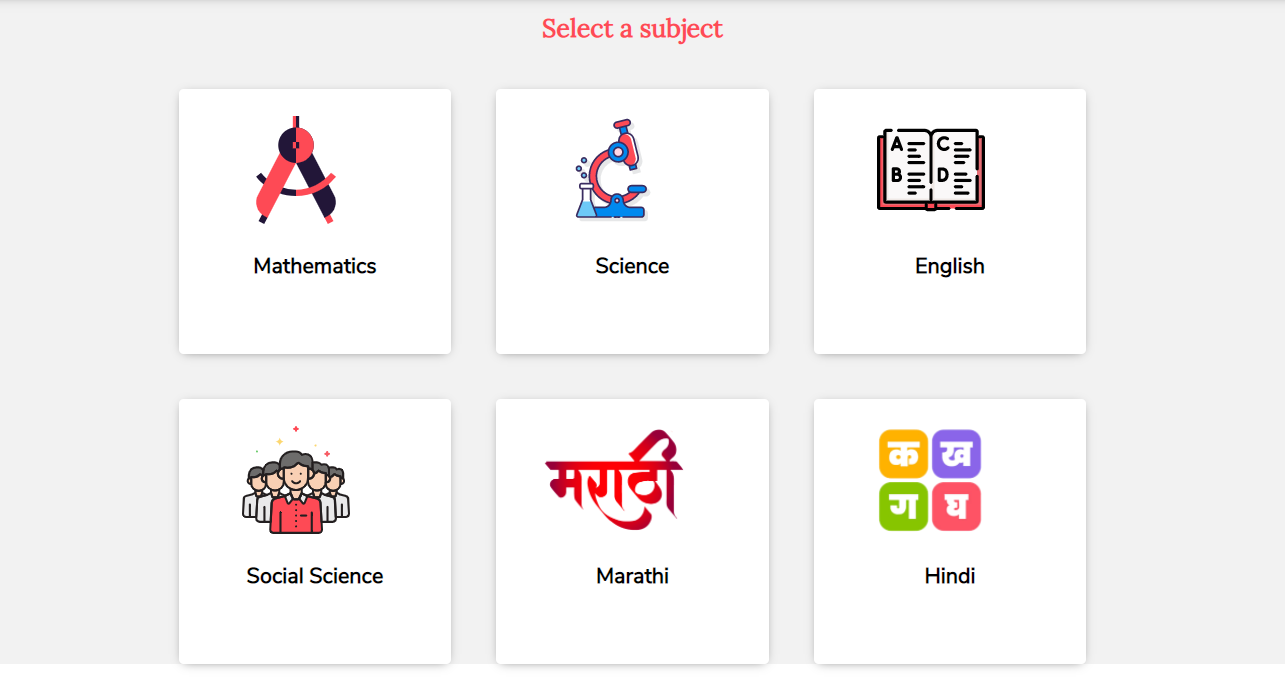 Select a subject
A
B
C
D
Mathematics
Science
English
मराठी
क ख
ग घ
Social Science
Marathi
Hindi